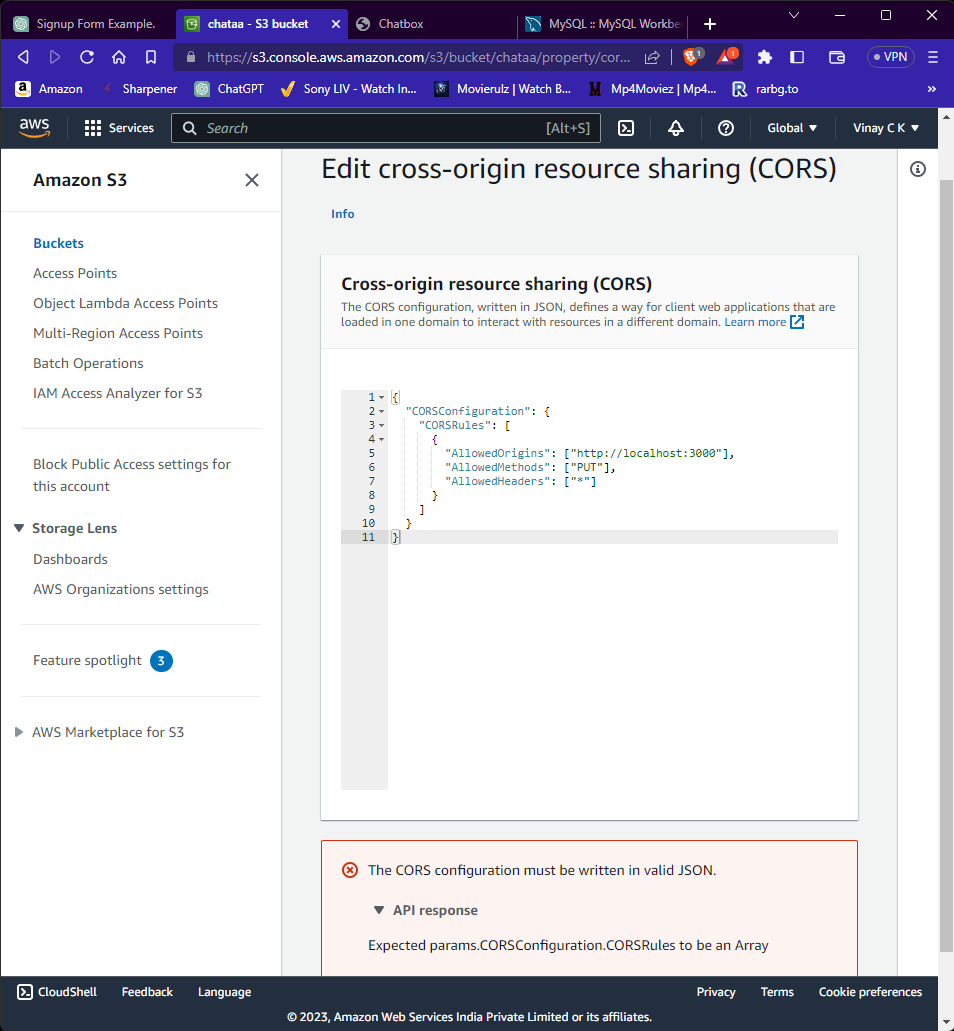 Signup Form Example.
chataa - S3 bucket
Chatbox
MySQL :: MySQL Workbe
https://s3.console.aws.amazon.com/s3/bucket/chataa/property/cor...
1
1
VPN
Amazon
Sharpener
ChatGPT
Sony LIV - Watch In...
Movierulz | Watch B...
Mp4Moviez | Mp4...
rarbg.to
»
aws
Services
Search
[Alt+S]
Global
Vinay C K
Amazon S3
Buckets
Access Points
Object Lambda Access Points
Multi-Region Access Points
Batch Operations
IAM Access Analyzer for S3
Block Public Access settings for
this account
Storage Lens
Dashboards
AWS Organizations settings
Feature spotlight 3
AWS Marketplace for S3
Edit cross-origin resource sharing (CORS)
Info
Cross-origin resource sharing (CORS)
The CORS configuration, written in JSON, defines a way for client web applications that are
loaded in one domain to interact with resources in a different domain. Learn more
1 {
2 "CORSConfiguration": {
3 "CORSRules": [
4 {
5 "AllowedOrigins": ["http://localhost:3000"],
6 "AllowedMethods": ["PUT"],
7 "AllowedHeaders": ["*"]
8 }
9 ]
10 }
11 }
The CORS configuration must be written in valid JSON.
API response
Expected params.CORSConfiguration.CORSRules to be an Array
CloudShell
Feedback
Language
Privacy
Terms
Cookie preferences
© 2023, Amazon Web Services India Private Limited or its affiliates.